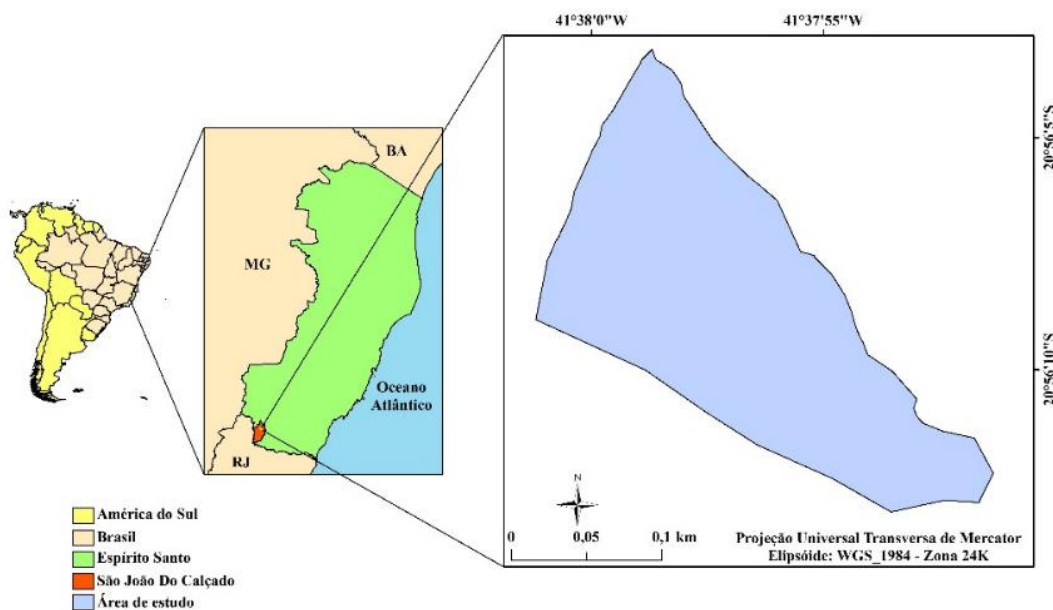 41°38'0"W
41°37'55"W
20°56'5"S
20°56'10"S
BA
MG
Oceano
Atlântico
RJ
América do Sul
Brasil
Espírito Santo
São João Do Calçado
Área de estudo
N
0
0,05
0,1 km
Projeção Universal Transversa de Mercator
Elipsóide: WGS_1984 - Zona 24K